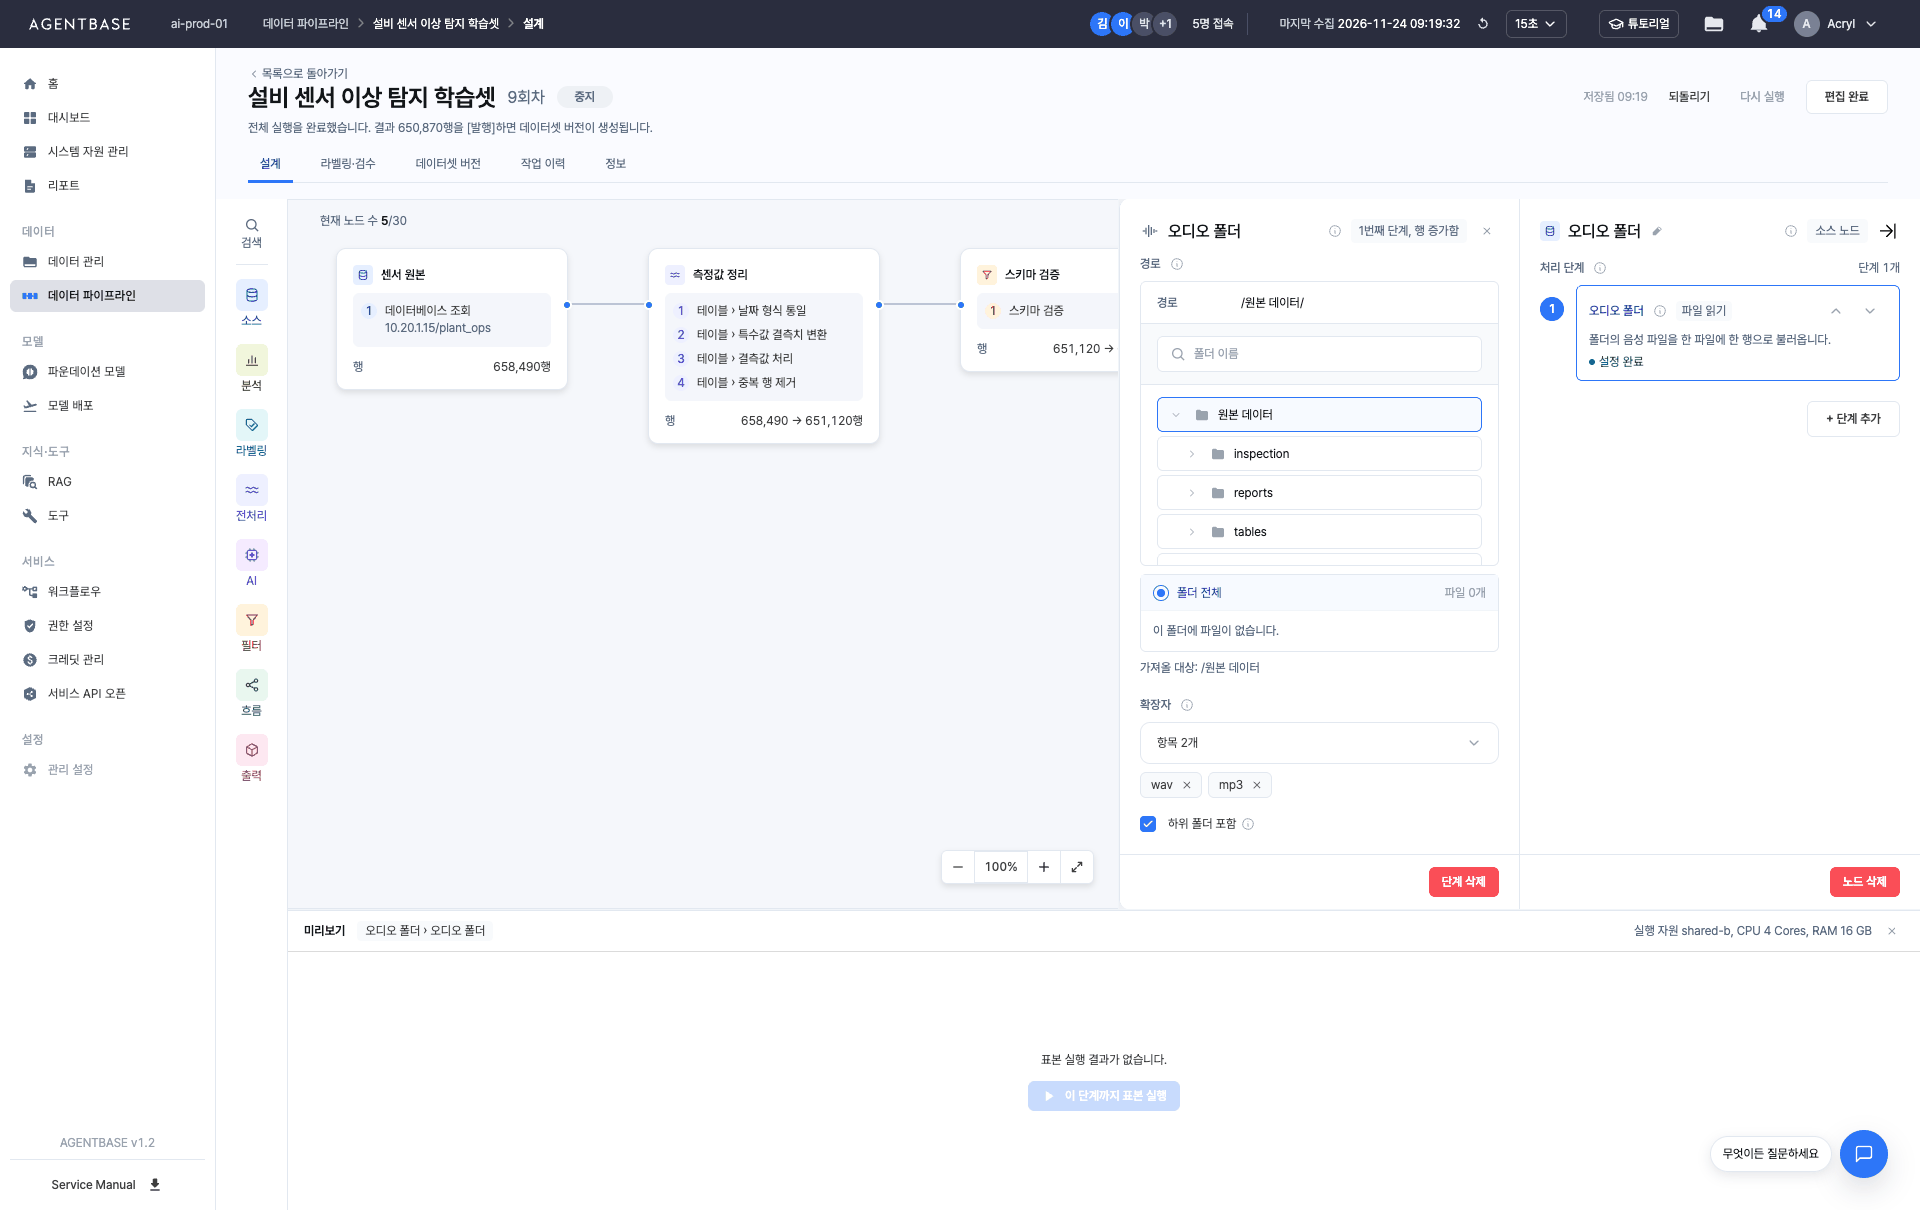 AGENTBASE
ai-prod-01
데이터 파이프라인 > 설비 센서 이상 탐지 학습셋 > 설계
김 이 박 +1 5명 접속
마지막 수집 2026-11-24 09:19:32
15초
튜토리얼
14
A Acryl
홈
대시보드
시스템 자원 관리
리포트
데이터
데이터 관리
데이터 파이프라인
모델
파운데이션 모델
모델 배포
지식·도구
RAG
도구
서비스
워크플로우
권한 설정
크레딧 관리
서비스 API 오픈
설정
관리 설정
AGENTBASE v1.2
Service Manual
목록으로 돌아가기
설비 센서 이상 탐지 학습셋 9회차 중지
전체 실행을 완료했습니다. 결과 650,870행을 [발행]하면 데이터셋 버전이 생성됩니다.
저장됨 09:19 되돌리기 다시 실행 편집 완료
설계 라벨링·검수 데이터셋 버전 작업 이력 정보
검색
소스
분석
라벨링
전처리
AI
필터
흐름
출력
현재 노드 수 5/30
센서 원본
1 데이터베이스 조회
10.20.1.15/plant_ops
행 658,490행
측정값 정리
1 테이블 › 날짜 형식 통일
2 테이블 › 특수값 결측치 변환
3 테이블 › 결측값 처리
4 테이블 › 중복 행 제거
행 658,490 → 651,120행
스키마 검증
1 스키마 검증
행 651,120 →
100%
오디오 폴더 1번째 단계, 행 증가함
경로
경로 /원본 데이터/
폴더 이름
원본 데이터
inspection
reports
tables
폴더 전체 파일 0개
이 폴더에 파일이 없습니다.
가져올 대상: /원본 데이터
확장자
항목 2개
wav mp3
하위 폴더 포함
단계 삭제
오디오 폴더 소스 노드
처리 단계 단계 1개
1 오디오 폴더 파일 읽기
폴더의 음성 파일을 한 파일에 한 행으로 불러옵니다.
설정 완료
+ 단계 추가
노드 삭제
미리보기 오디오 폴더 › 오디오 폴더
실행 자원 shared-b, CPU 4 Cores, RAM 16 GB
표본 실행 결과가 없습니다.
이 단계까지 표본 실행
무엇이든 질문하세요